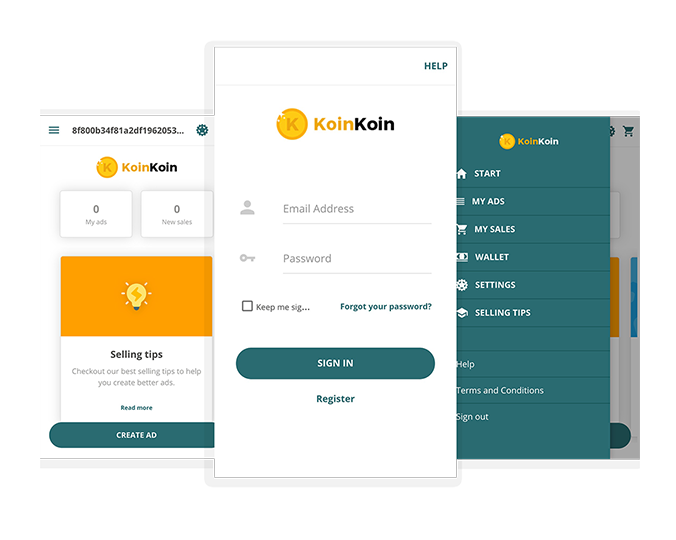 8f800b34f81a2df1962053...
KoinKoin
0
My ads
0
New sales
Selling tips
Checkout our best selling tips to help
you create better ads.
Read more
CREATE AD
HELP
KoinKoin
Email Address
Password
Keep me sig...
Forgot your password?
SIGN IN
Register
KoinKoin
START
MY ADS
MY SALES
WALLET
SETTINGS
SELLING TIPS
Help
Terms and Conditions
Sign out